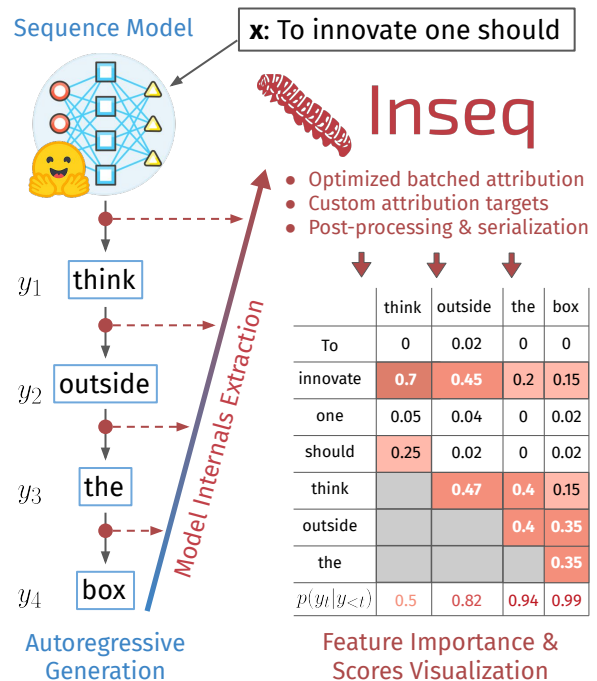 Sequence Model
x: To innovate one should
Inseq
• Optimized batched attribution
• Custom attribution targets
• Post-processing & serialization
y1 think
y2 outside
y3 the
y4 box
Model Internals Extraction
think outside the box
To 0 0.02 0 0
innovate 0.7 0.45 0.2 0.15
one 0.05 0.04 0 0.02
should 0.25 0.02 0 0.02
think 0.47 0.4 0.15
outside 0.4 0.35
the 0.35
p(yt|y<t) 0.5 0.82 0.94 0.99
Autoregressive
Generation
Feature Importance &
Scores Visualization